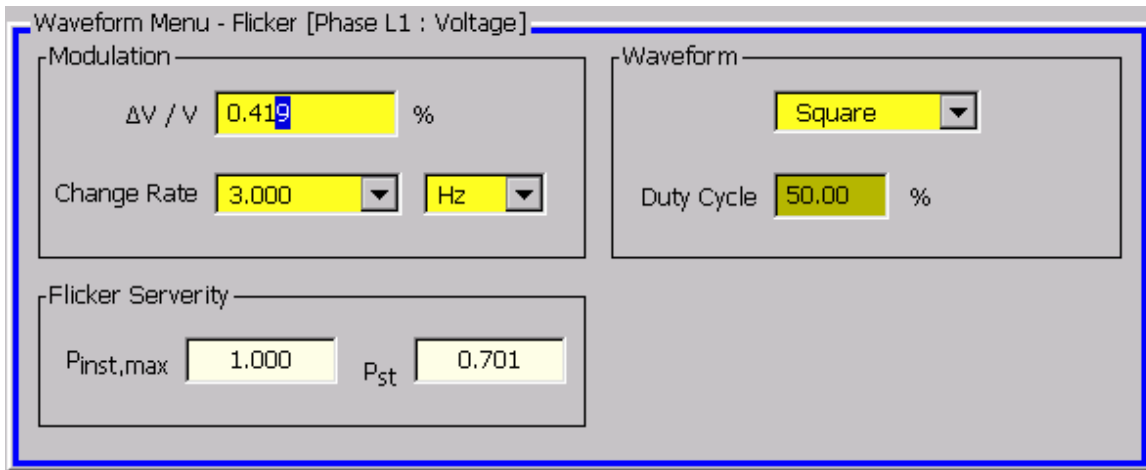 Waveform Menu - Flicker [Phase L1 : Voltage]
Modulation
ΔV / V 0.419 %
Change Rate 3.000 Hz
Waveform
Square
Duty Cycle 50.00 %
Flicker Serverity
Pinst,max 1.000 Pst 0.701